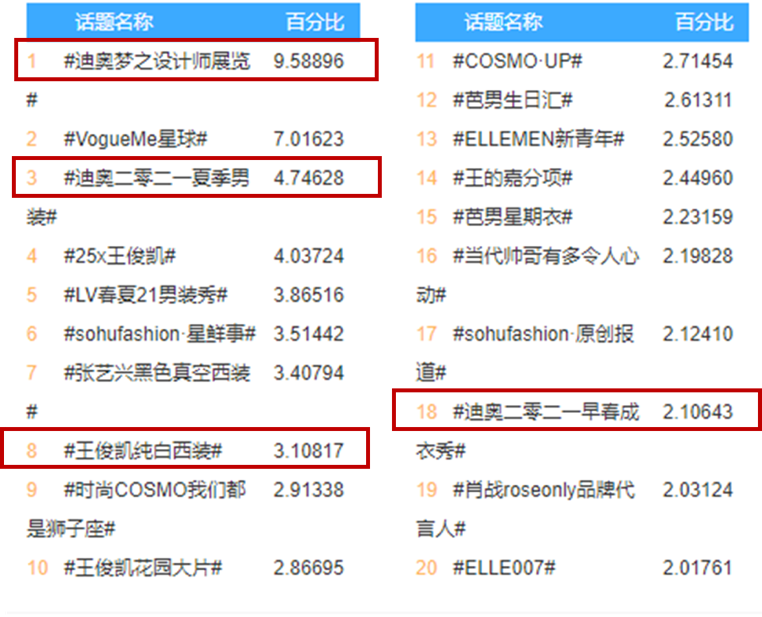 话题名称 百分比
1 #迪奥梦之设计师展览 9.58896
#
2 #VogueMe星球# 7.01623
3 #迪奥二零二一夏季男 4.74628
装#
4 #25x王俊凯# 4.03724
5 #LV春夏21男装秀# 3.86516
6 #sohufashion·星鲜事# 3.51442
7 #张艺兴黑色真空西装 3.40794
#
8 #王俊凯纯白西装# 3.10817
9 #时尚COSMO我们都 2.91338
是狮子座#
10 #王俊凯花园大片# 2.86695
话题名称 百分比
11 #COSMO·UP# 2.71454
12 #芭男生日汇# 2.61311
13 #ELLEMEN新青年# 2.52580
14 #王的嘉分项# 2.44960
15 #芭男星期衣# 2.23159
16 #当代帅哥有多令人心 2.19828
动#
17 #sohufashion·原创报 2.12410
道#
18 #迪奥二零二一早春成 2.10643
衣秀#
19 #肖战roseonly品牌代 2.03124
言人#
20 #ELLE007# 2.01761